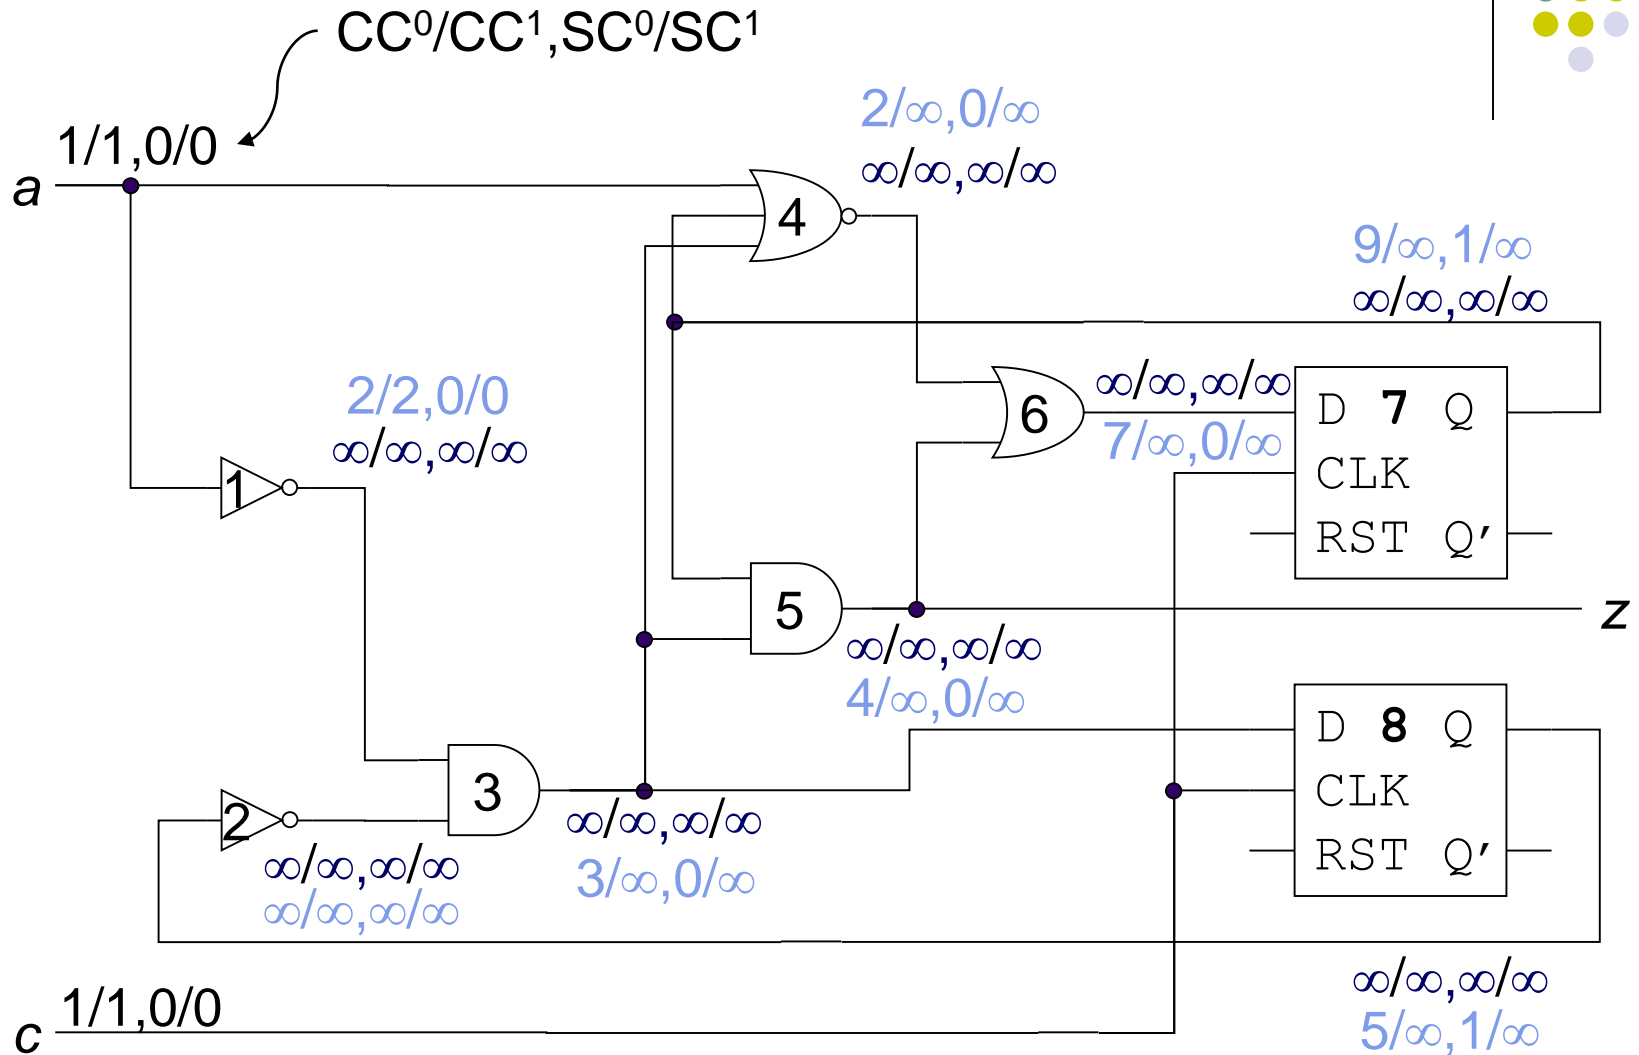 CC⁰/CC¹,SC⁰/SC¹
2/∞,0/∞
∞/∞,∞/∞
1/1,0/0
a
4
9/∞,1/∞
∞/∞,∞/∞
2/2,0/0
∞/∞,∞/∞
1
6
∞/∞,∞/∞
7/∞,0/∞
D 7 Q
CLK
RST Q'
5
z
∞/∞,∞/∞
4/∞,0/∞
D 8 Q
CLK
RST Q'
3
∞/∞,∞/∞
3/∞,0/∞
2
∞/∞,∞/∞
∞/∞,∞/∞
∞/∞,∞/∞
5/∞,1/∞
1/1,0/0
c